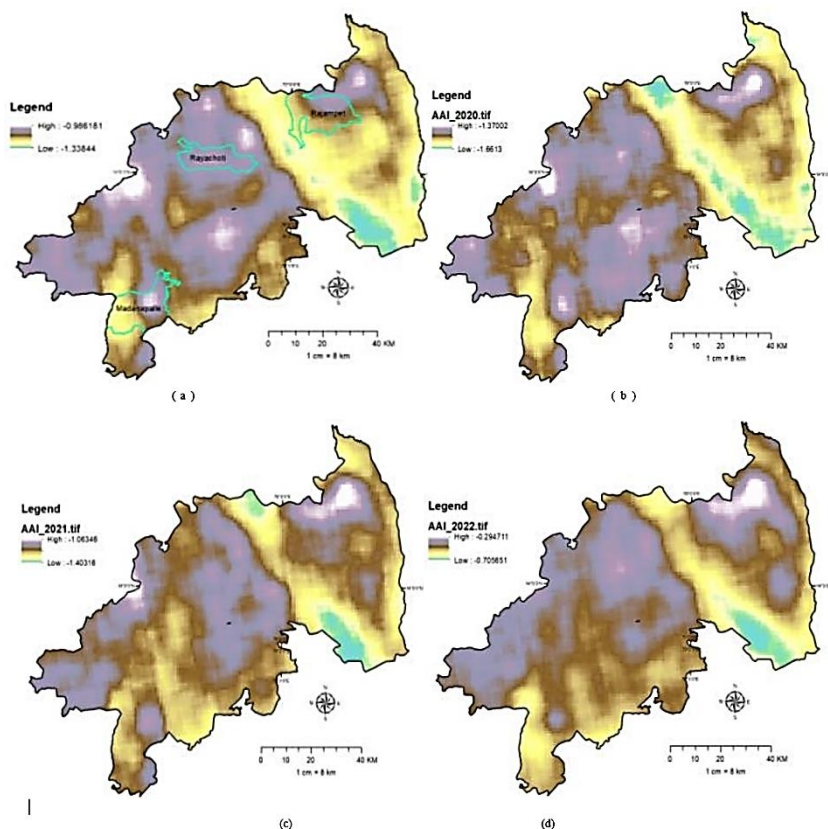 Legend
High : -0.986181
Low : -1.33844
Rajampet
Rayachoti
Madanapalle
N
S
0 10 20 40 KM
1 cm = 8 km
( a )
Legend
AAI_2020.tif
High : -1.37002
Low : -1.6613
N
S
0 10 20 40 KM
1 cm = 8 km
( b )
Legend
AAI_2021.tif
High : -1.06346
Low : -1.40316
N
S
0 10 20 40 KM
1 cm = 8 km
(c)
Legend
AAI_2022.tif
High : -0.294711
Low : -0.705651
N
S
0 10 20 40 KM
1 cm = 8 km
(d)